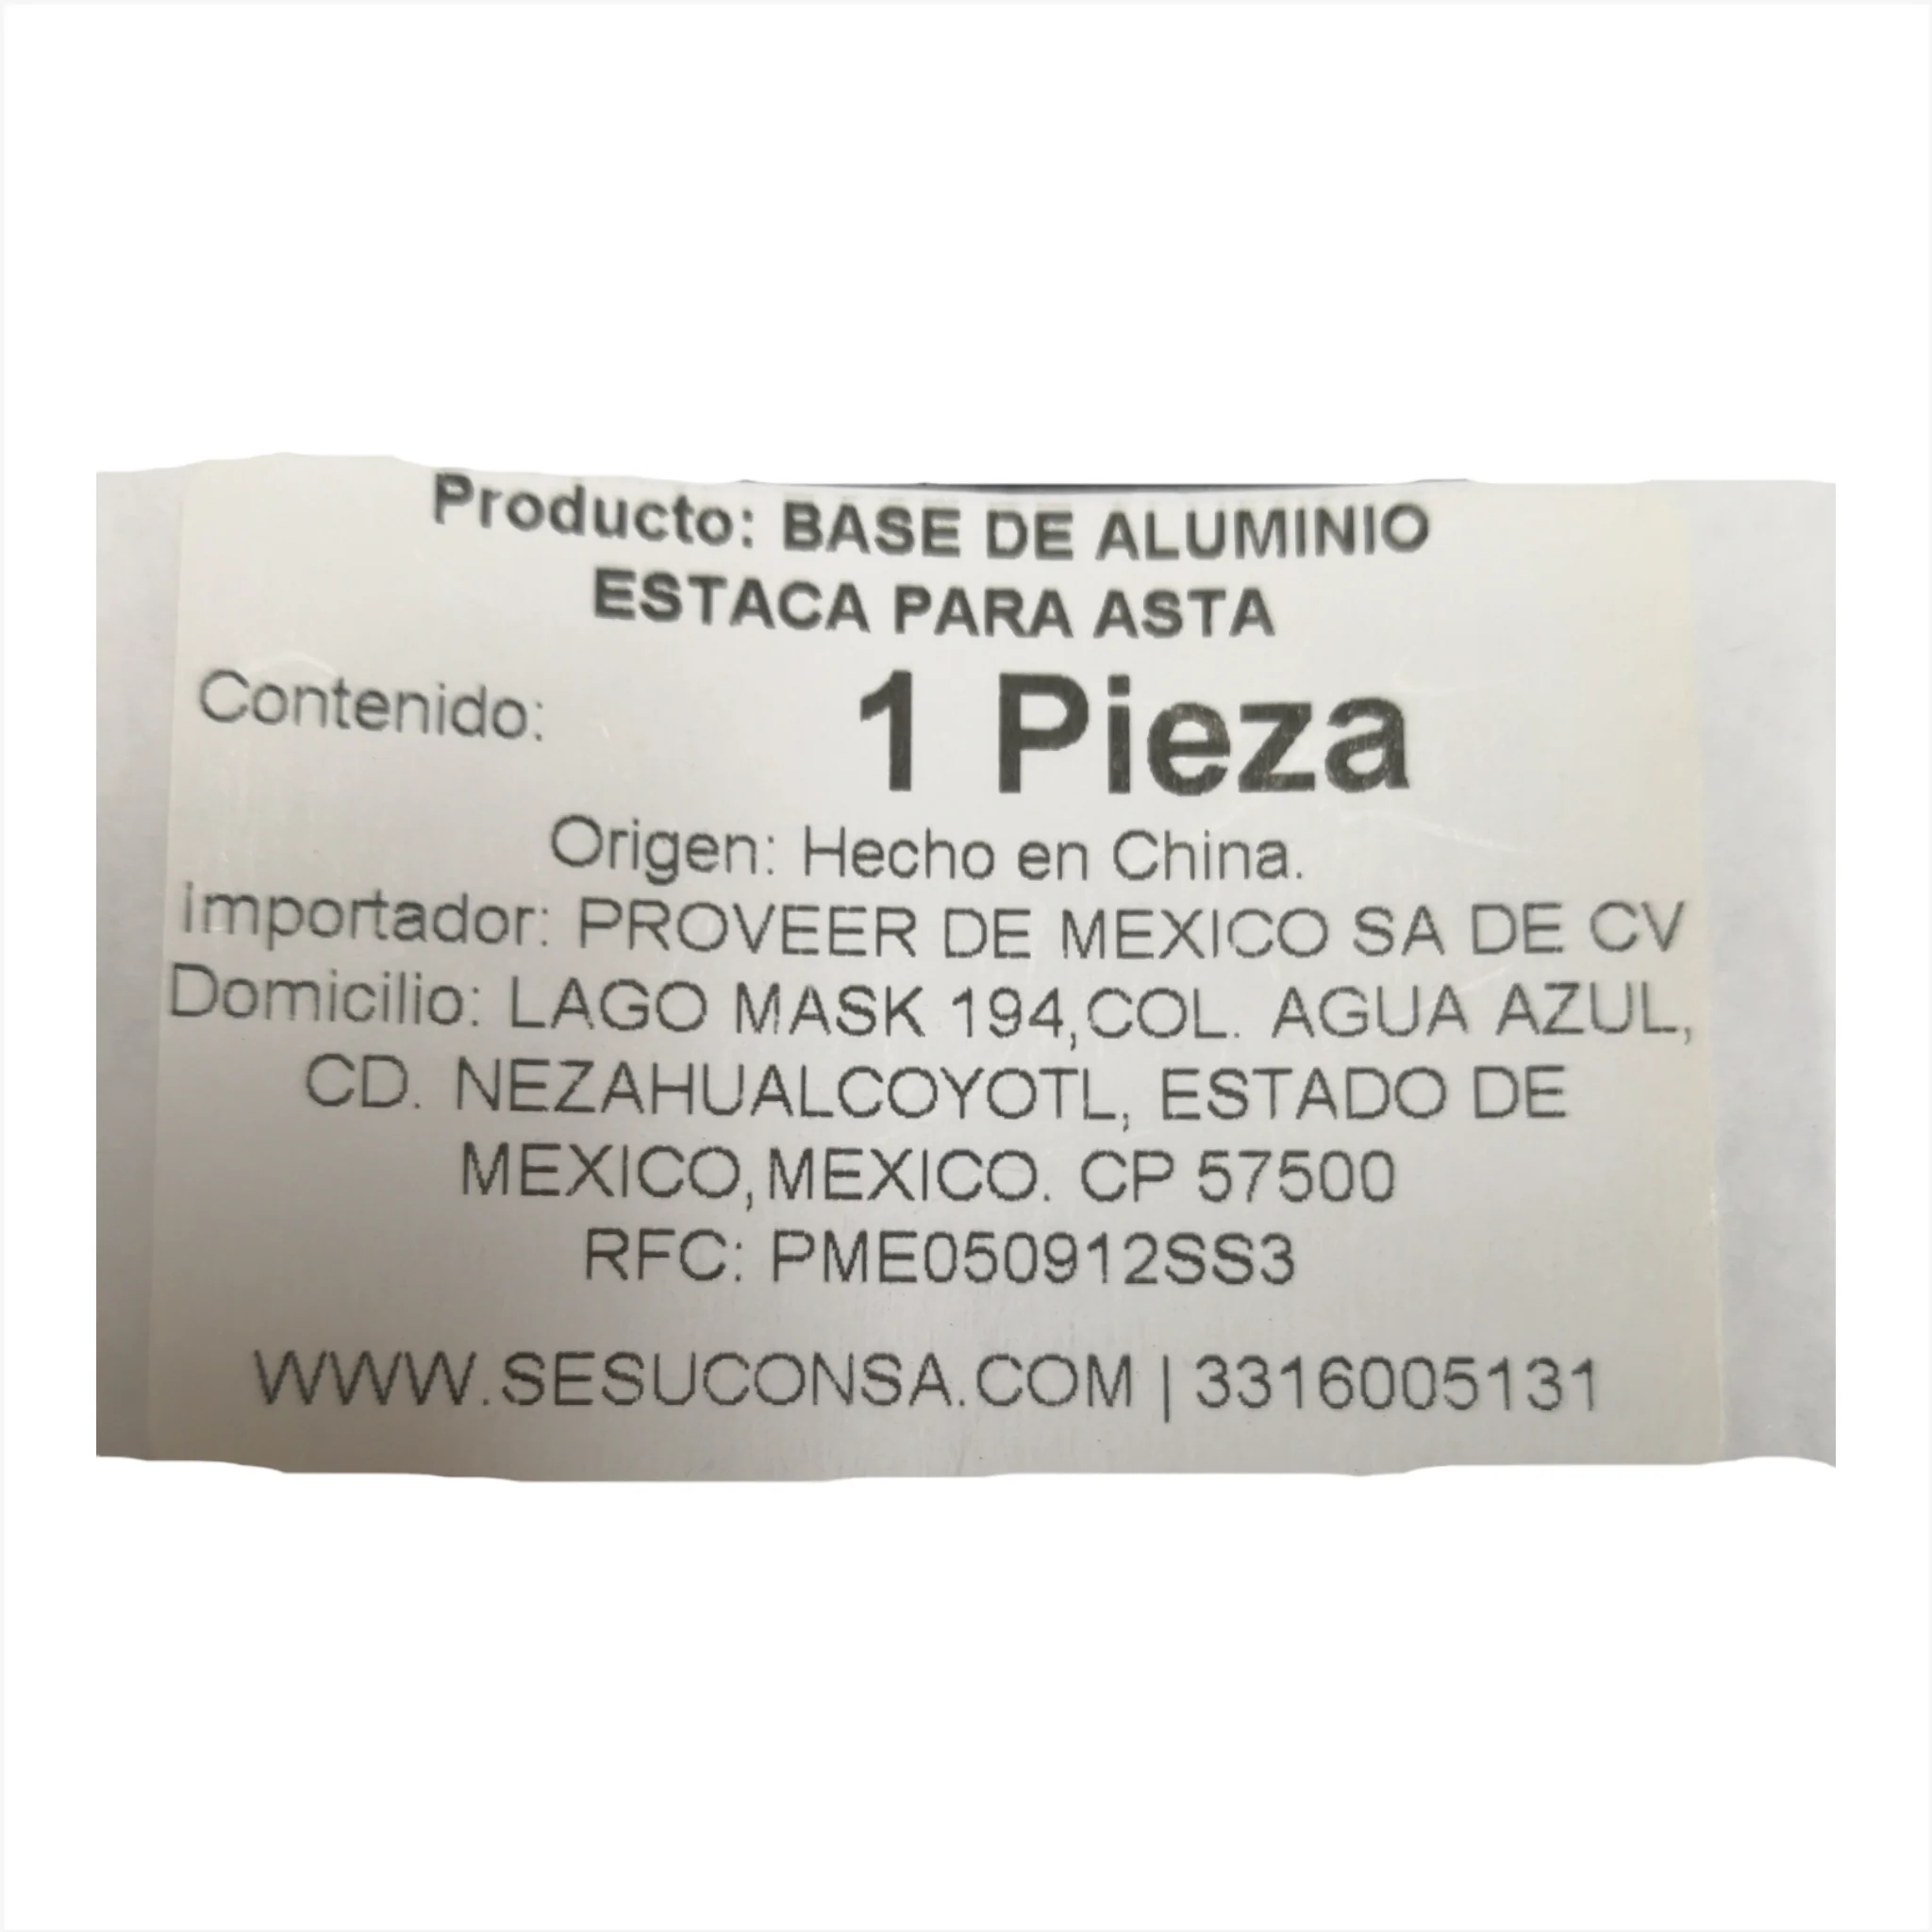 Producto: BASE DE ALUMINIO
ESTACA PARA ASTA
Contenido: 1 Pieza
Origen: Hecho en China.
Importador: PROVEER DE MEXICO SA DE CV
Domicilio: LAGO MASK 194,COL. AGUA AZUL,
CD. NEZAHUALCOYOTL, ESTADO DE
MEXICO,MEXICO. CP 57500
RFC: PME050912SS3
WWW.SESUCONSA.COM | 3316005131